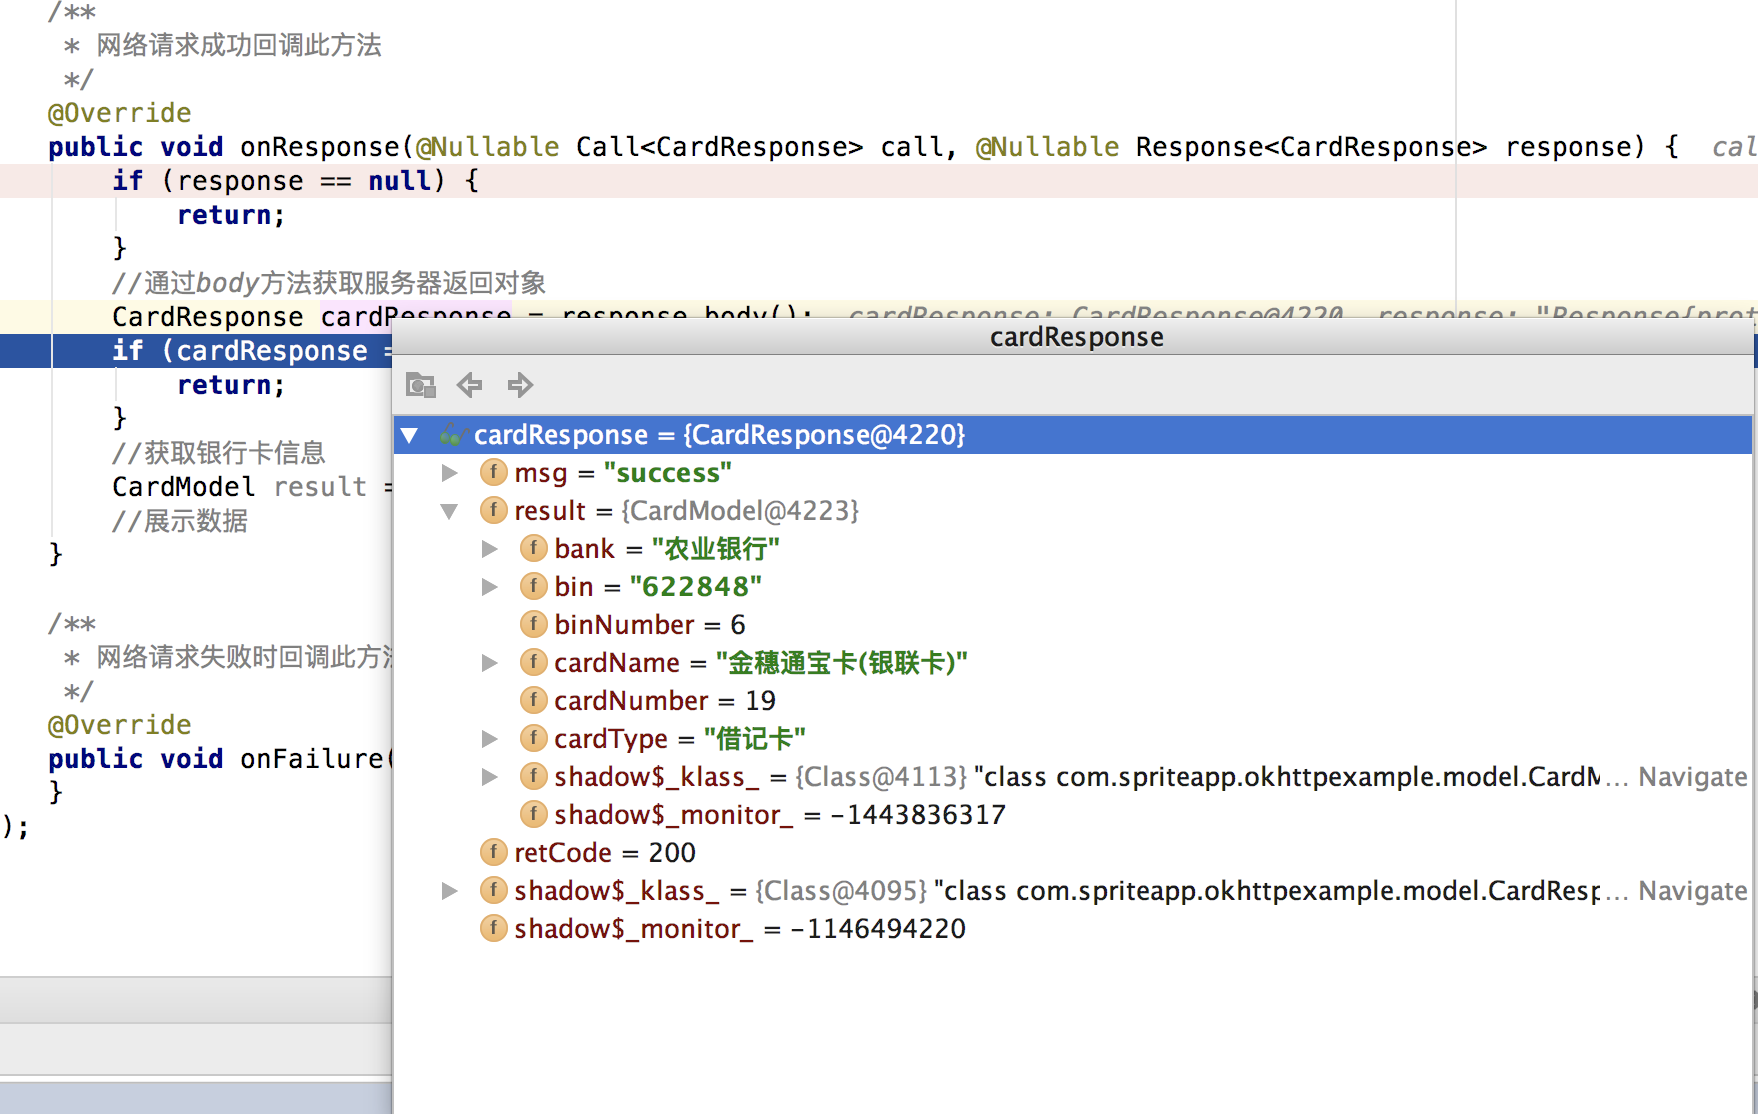 /**
* 网络请求成功回调此方法
*/
@Override
public void onResponse(@Nullable Call<CardResponse> call, @Nullable Response<CardResponse> response) { cal
if (response == null) {
return;
}
//通过body方法获取服务器返回对象
CardResponse cardResponse = response.body(); cardResponse: CardResponse@4220 response: "Response{prot
if (cardResponse =
return;
}
//获取银行卡信息
CardModel result =
//展示数据
}
/**
* 网络请求失败时回调此方法
*/
@Override
public void onFailure(
}
);
cardResponse
cardResponse = {CardResponse@4220}
msg = "success"
result = {CardModel@4223}
bank = "农业银行"
bin = "622848"
binNumber = 6
cardName = "金穗通宝卡(银联卡)"
cardNumber = 19
cardType = "借记卡"
shadow$_klass_ = {Class@4113} "class com.spriteapp.okhttpexample.model.CardM... Navigate
shadow$_monitor_ = -1443836317
retCode = 200
shadow$_klass_ = {Class@4095} "class com.spriteapp.okhttpexample.model.CardResp... Navigate
shadow$_monitor_ = -1146494220